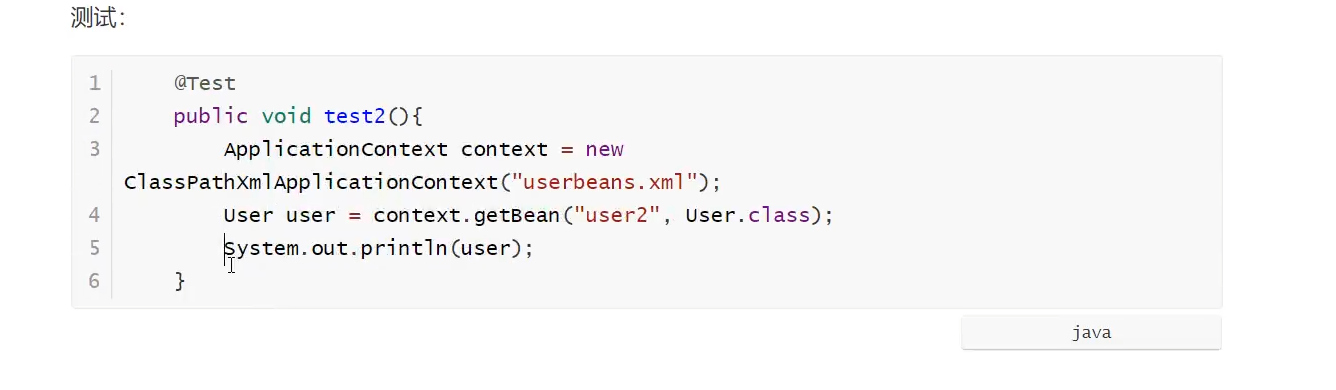 测试：
1 @Test
2 public void test2(){
3 ApplicationContext context = new
ClassPathXmlApplicationContext("userbeans.xml");
4 User user = context.getBean("user2", User.class);
5 System.out.println(user);
6 }
java